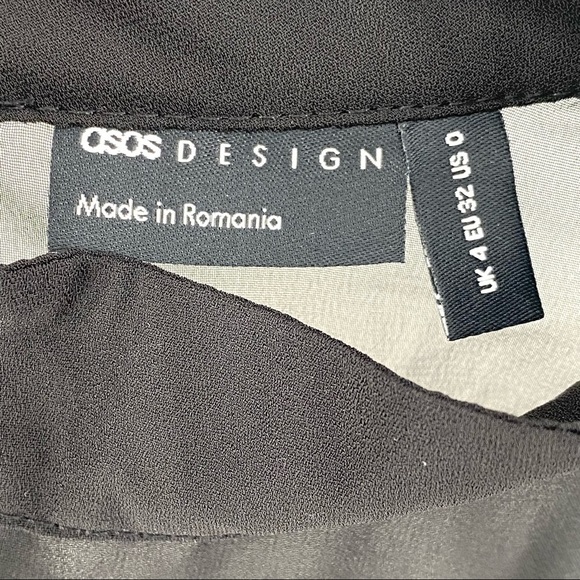 asos DESIGN
Made in Romania
UK 4 EU 32 US 0